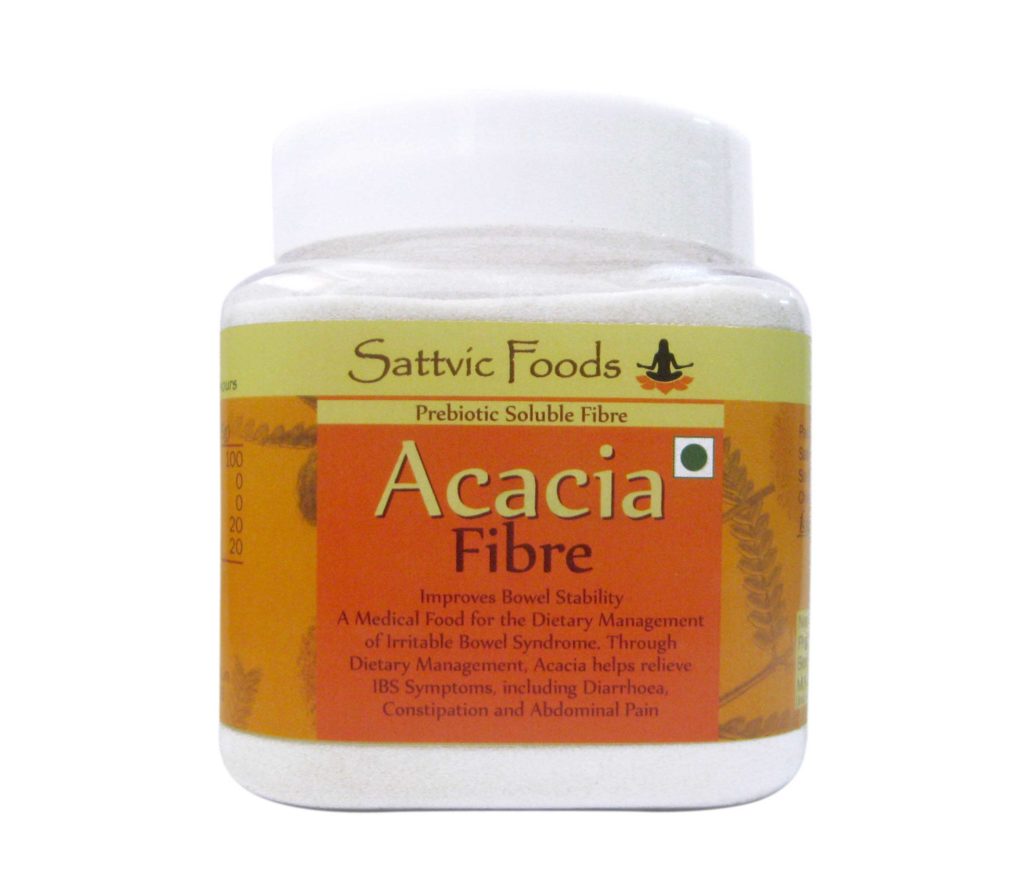 Sattvic Foods
Prebiotic Soluble Fibre
Acacia
Fibre
Improves Bowel Stability
A Medical Food for the Dietary Management
of Irritable Bowel Syndrome. Through
Dietary Management, Acacia helps relieve
IBS Symptoms, including Diarrhoea,
Constipation and Abdominal Pain
100
0
0
20
20